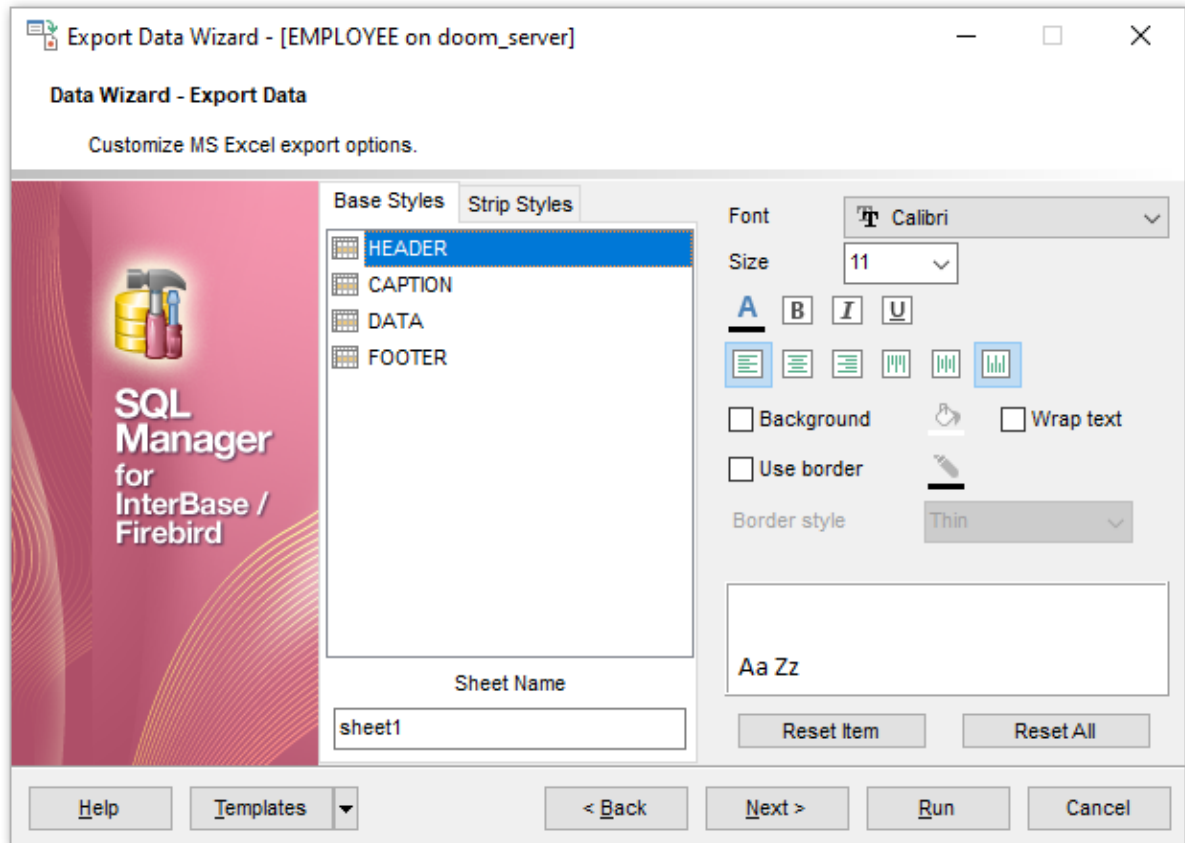 Export Data Wizard - [EMPLOYEE on doom_server]
Data Wizard - Export Data
Customize MS Excel export options.
SQL
Manager
for
InterBase /
Firebird
Base Styles Strip Styles
HEADER
CAPTION
DATA
FOOTER
Sheet Name
sheet1
Font Calibri
Size 11
A B I U
Background Wrap text
Use border
Border style Thin
Aa Zz
Reset Item Reset All
Help Templates < Back Next > Run Cancel